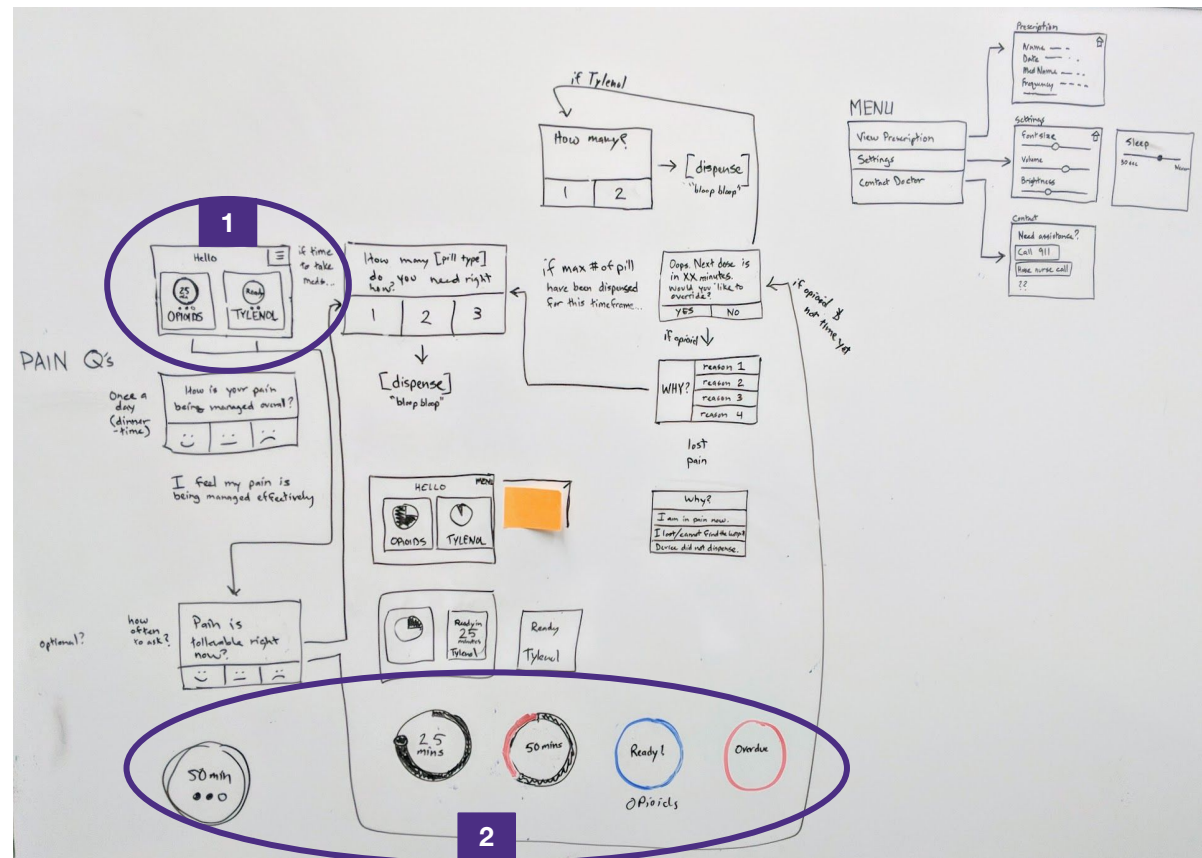 if Tylenol
How many?
1 2
[dispense]
"bloop bloop"
MENU
View Prescription
Settings
Contact Doctor
Prescription
Name
Date
Med Name
Frequency
Settings
Font size
Volume
Brightness
Sleep
30 sec
Never
Contact
Need assistance?
Call 911
Have nurse call
??
1
Hello
25
OPIOIDS
Ready
TYLENOL
if time
to take
meds...
How many [pill type]
do you need right
now?
1 2 3
[dispense]
"bloop bloop"
if max # of pill
have been dispensed
for this timeframe...
Oops. Next dose is
in XX minutes.
Would you like to
override?
YES NO
if opioid &
not time yet
if opioid
WHY?
reason 1
reason 2
reason 3
reason 4
lost
pain
Why?
I am in pain now.
Device did not dispense.
PAIN Q's
Once a
day
(dinner
-time)
How is your pain
being managed overall?
I feel my pain is
being managed effectively
HELLO MENU
OPIOIDS
TYLENOL
optional?
how
often
to ask?
Pain is
tollerable right
now?
Ready in
25
minutes
Tylenol
Ready
Tylenol
50 min
25
mins
50 mins
Ready!
Overdue
OPioids
2